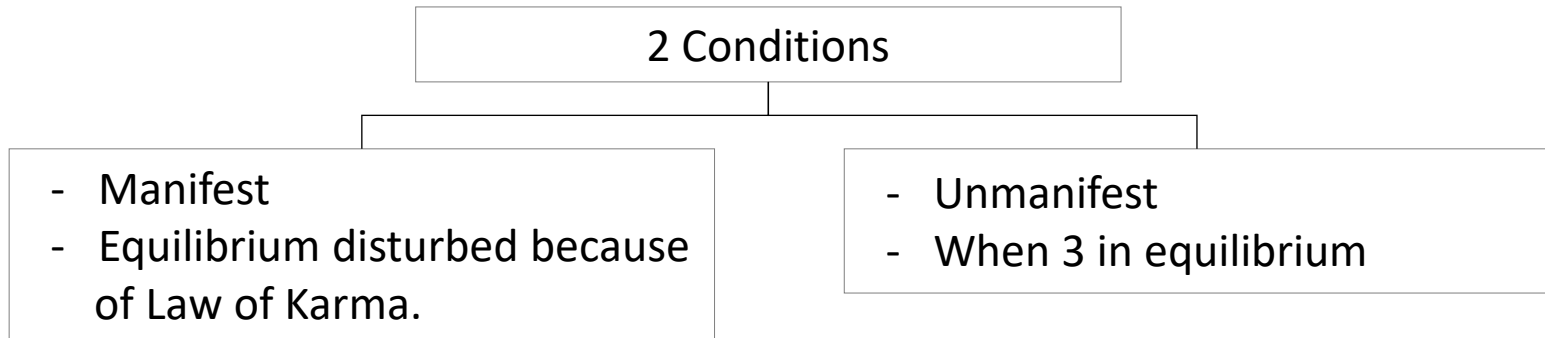 2 Conditions
- Manifest
- Equilibrium disturbed because
of Law of Karma.
- Unmanifest
- When 3 in equilibrium